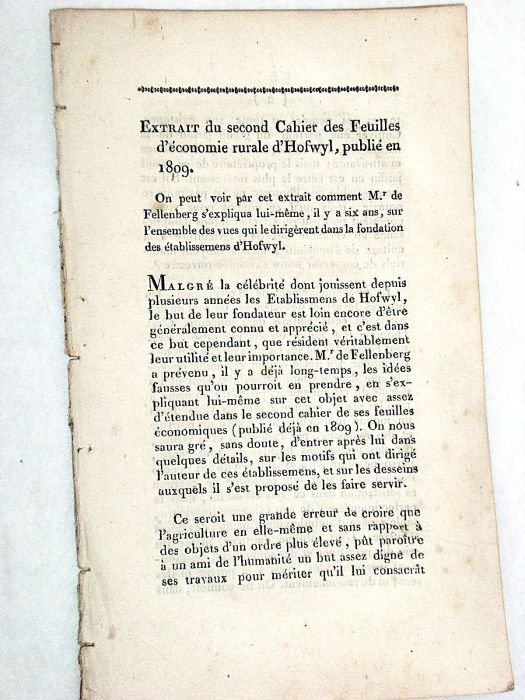 EXTRAIT du second Cahier des Feuilles
d'économie rurale d'Hofwyl, publié en
1809.
On peut voir par cet extrait comment M.r de
Fellenberg s'expliqua lui-même, il y a six ans, sur
l'ensemble des vues qui le dirigèrent dans la fondation
des établissemens d'Hofwyl.
MALGRÉ la célébrité dont jouissent depuis
plusieurs années les Etablissmens de Hofwyl,
le but de leur fondateur est loin encore d'être
généralement connu et apprécié, et c'est dans
ce but cependant, que résident véritablement
leur utilité et leur importance. M.r de Fellenberg
a prévenu, il y a déjà long-temps, les idées
fausses qu'on pourroit en prendre, en s'ex-
pliquant lui-même sur cet objet avec assez
d'étendue dans le second cahier de ses feuilles
économiques (publié déjà en 1809). On nous
saura gré, sans doute, d'entrer après lui dans
quelques détails, sur les motifs qui ont dirigé
l'auteur de ces établissemens, et sur les desseins
auxquels il s'est proposé de les faire servir.
Ce seroit une grande erreur de croire que
l'agriculture en elle-même et sans rapport à
des objets d'un ordre plus élevé, pût paroître
à un ami de l'humanité un but assez digne de
ses travaux pour mériter qu'il lui consacrât